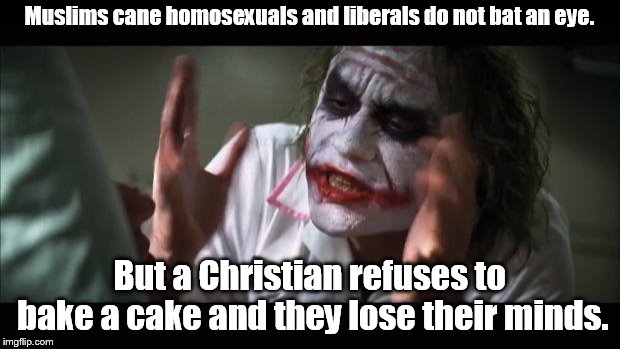 Muslims cane homosexuals and liberals do not bat an eye.
But a Christian refuses to
bake a cake and they lose their minds.
imgflip.com